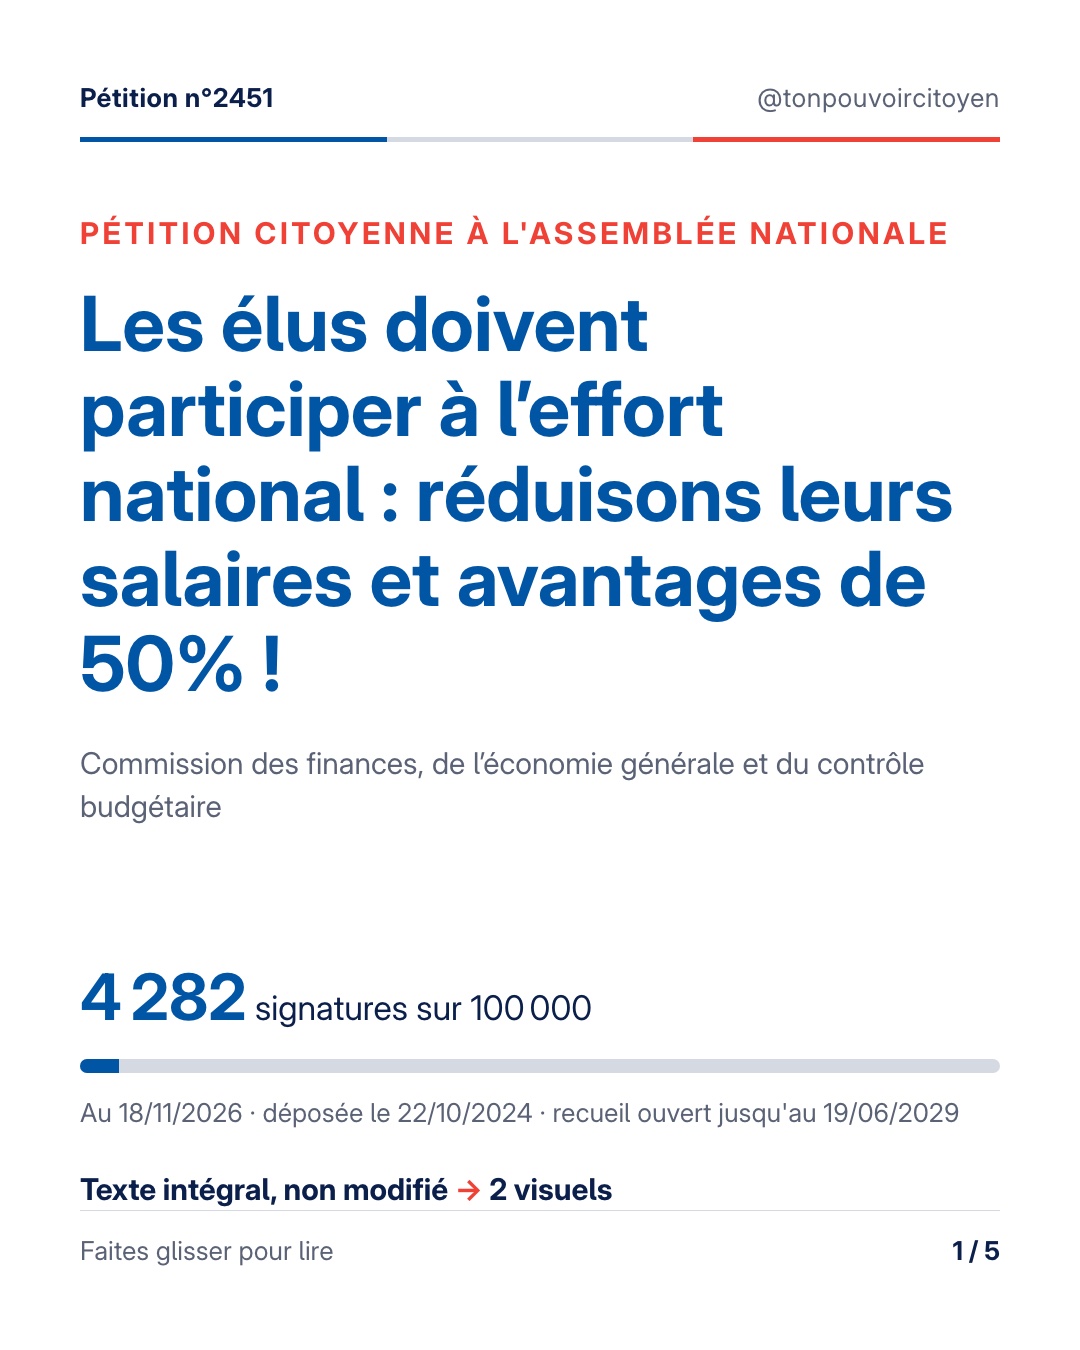 Pétition n°2451
@tonpouvoircitoyen
PÉTITION CITOYENNE À L'ASSEMBLÉE NATIONALE
Les élus doivent
participer à l’effort
national : réduisons leurs
salaires et avantages de
50% !
Commission des finances, de l’économie générale et du contrôle
budgétaire
4 282 signatures sur 100 000
Au 18/11/2026 · déposée le 22/10/2024 · recueil ouvert jusqu'au 19/06/2029
Texte intégral, non modifié → 2 visuels
Faites glisser pour lire
1 / 5